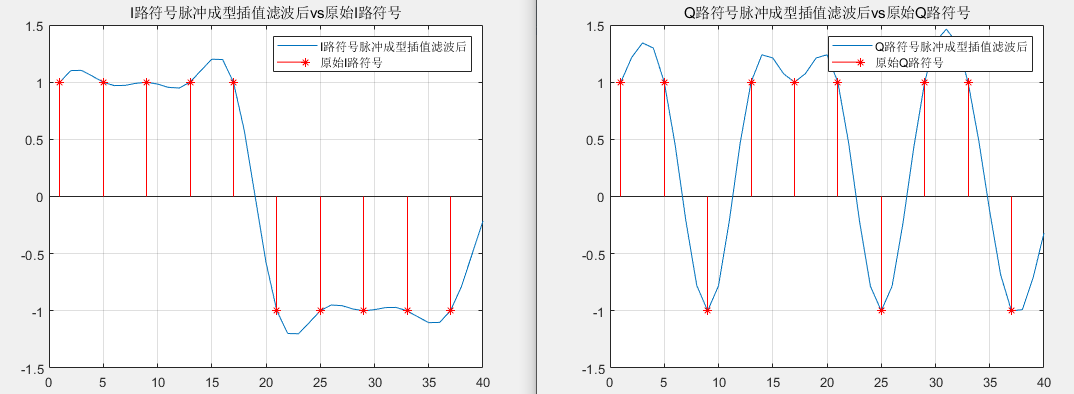 I路符号脉冲成型插值滤波后vs原始I路符号
I路符号脉冲成型插值滤波后
原始I路符号
1.5
1
0.5
0
-0.5
-1
-1.5
0 5 10 15 20 25 30 35 40
Q路符号脉冲成型插值滤波后vs原始Q路符号
Q路符号脉冲成型插值滤波后
原始Q路符号
1.5
1
0.5
0
-0.5
-1
-1.5
0 5 10 15 20 25 30 35 40